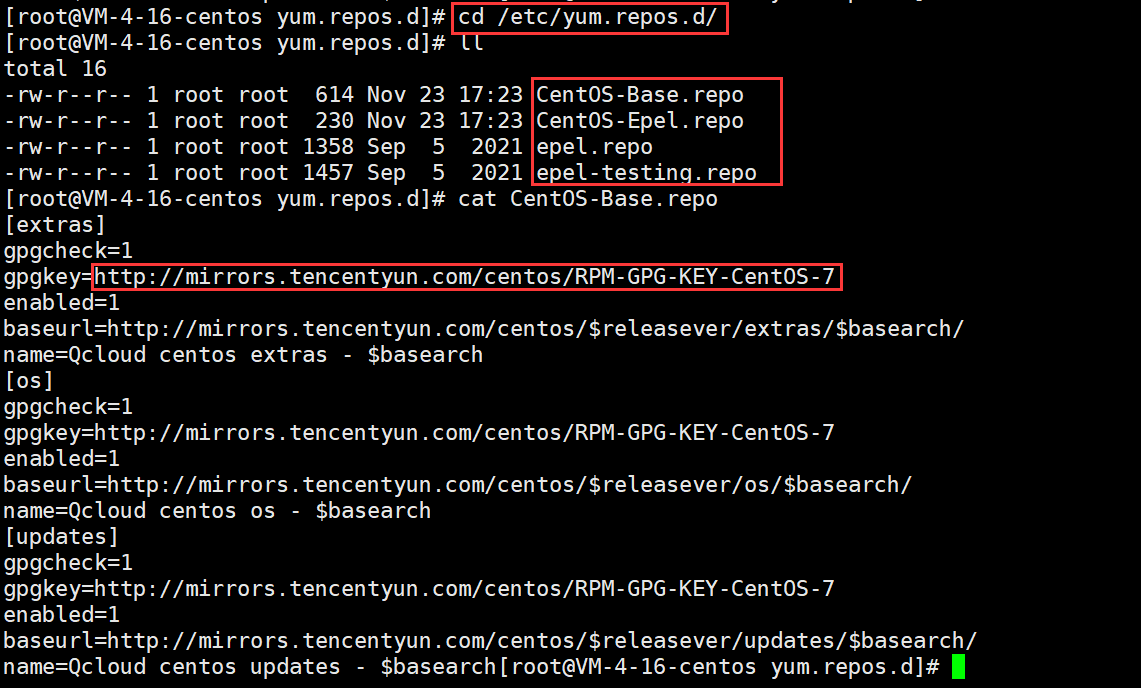 [root@VM-4-16-centos yum.repos.d]# cd /etc/yum.repos.d/
[root@VM-4-16-centos yum.repos.d]# ll
total 16
-rw-r--r-- 1 root root  614 Nov 23 17:23 CentOS-Base.repo
-rw-r--r-- 1 root root  230 Nov 23 17:23 CentOS-Epel.repo
-rw-r--r-- 1 root root 1358 Sep  5  2021 epel.repo
-rw-r--r-- 1 root root 1457 Sep  5  2021 epel-testing.repo
[root@VM-4-16-centos yum.repos.d]# cat CentOS-Base.repo
[extras]
gpgcheck=1
gpgkey=http://mirrors.tencentyun.com/centos/RPM-GPG-KEY-CentOS-7
enabled=1
baseurl=http://mirrors.tencentyun.com/centos/$releasever/extras/$basearch/
name=Qcloud centos extras - $basearch
[os]
gpgcheck=1
gpgkey=http://mirrors.tencentyun.com/centos/RPM-GPG-KEY-CentOS-7
enabled=1
baseurl=http://mirrors.tencentyun.com/centos/$releasever/os/$basearch/
name=Qcloud centos os - $basearch
[updates]
gpgcheck=1
gpgkey=http://mirrors.tencentyun.com/centos/RPM-GPG-KEY-CentOS-7
enabled=1
baseurl=http://mirrors.tencentyun.com/centos/$releasever/updates/$basearch/
name=Qcloud centos updates - $basearch[root@VM-4-16-centos yum.repos.d]#